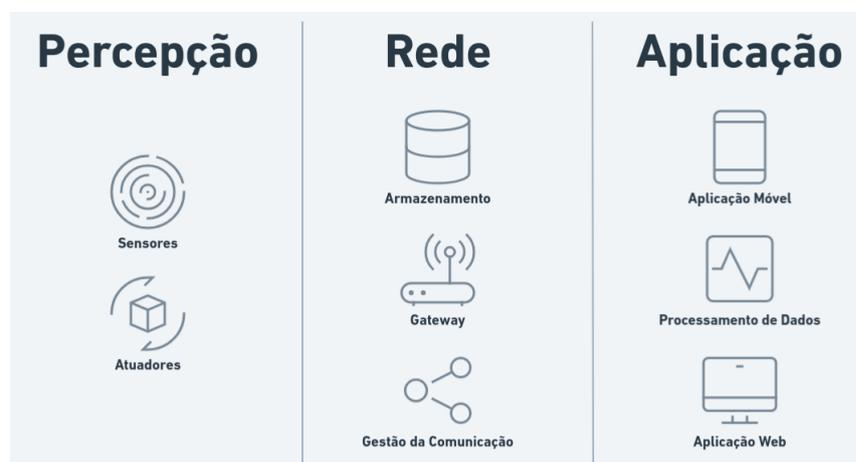 Percepção
Sensores
Atuadores
Rede
Armazenamento
Gateway
Gestão da Comunicação
Aplicação
Aplicação Móvel
Processamento de Dados
Aplicação Web